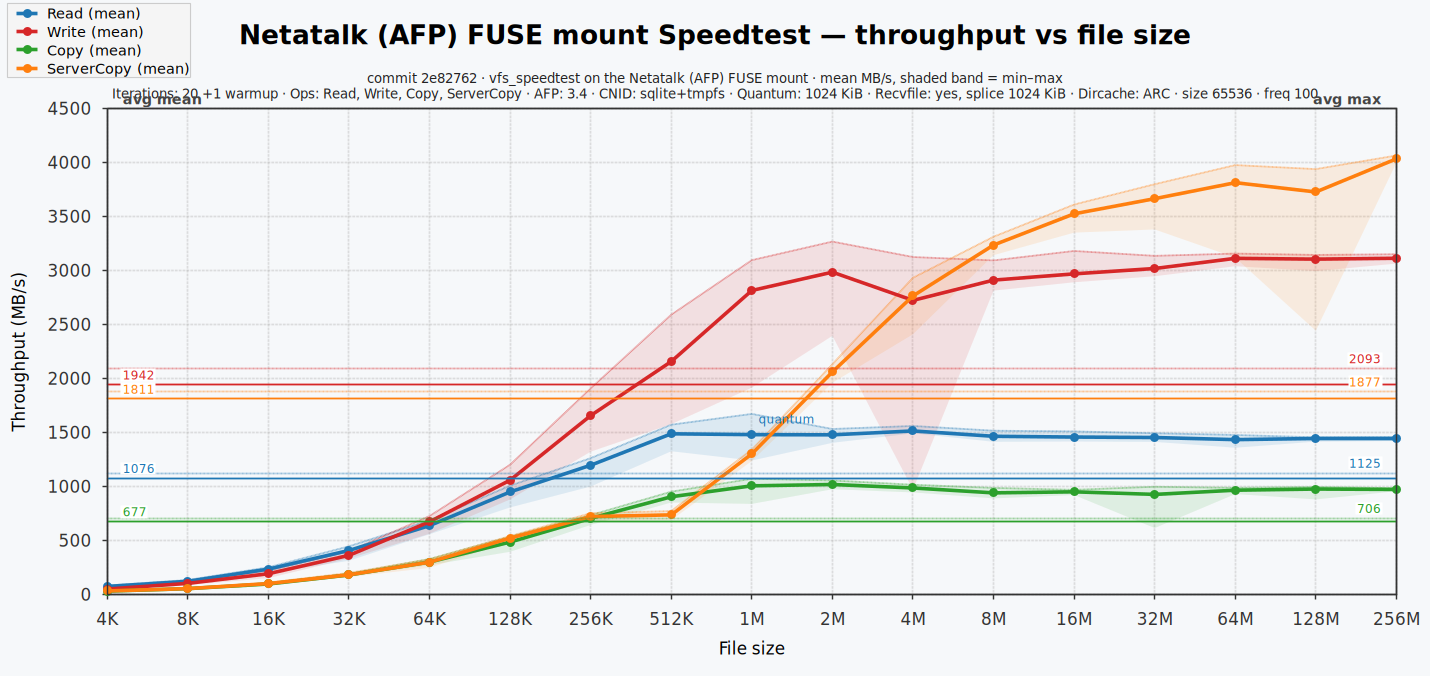 Read (mean)
Write (mean)
Copy (mean)
ServerCopy (mean)
Netatalk (AFP) FUSE mount Speedtest — throughput vs file size
commit 2e82762 · vfs_speedtest on the Netatalk (AFP) FUSE mount · mean MB/s, shaded band = min–max
Iterations: 20 +1 warmup · Ops: Read, Write, Copy, ServerCopy · AFP: 3.4 · CNID: sqlite+tmpfs · Quantum: 1024 KiB · Recvfile: yes, splice 1024 KiB · Dircache: ARC · size 65536 · freq 100
avg mean
avg max
4500
4000
3500
3000
2500
2000
1500
1000
500
0
Throughput (MB/s)
1942
1811
1076
677
2093
1877
1125
706
quantum
4K 8K 16K 32K 64K 128K 256K 512K 1M 2M 4M 8M 16M 32M 64M 128M 256M
File size